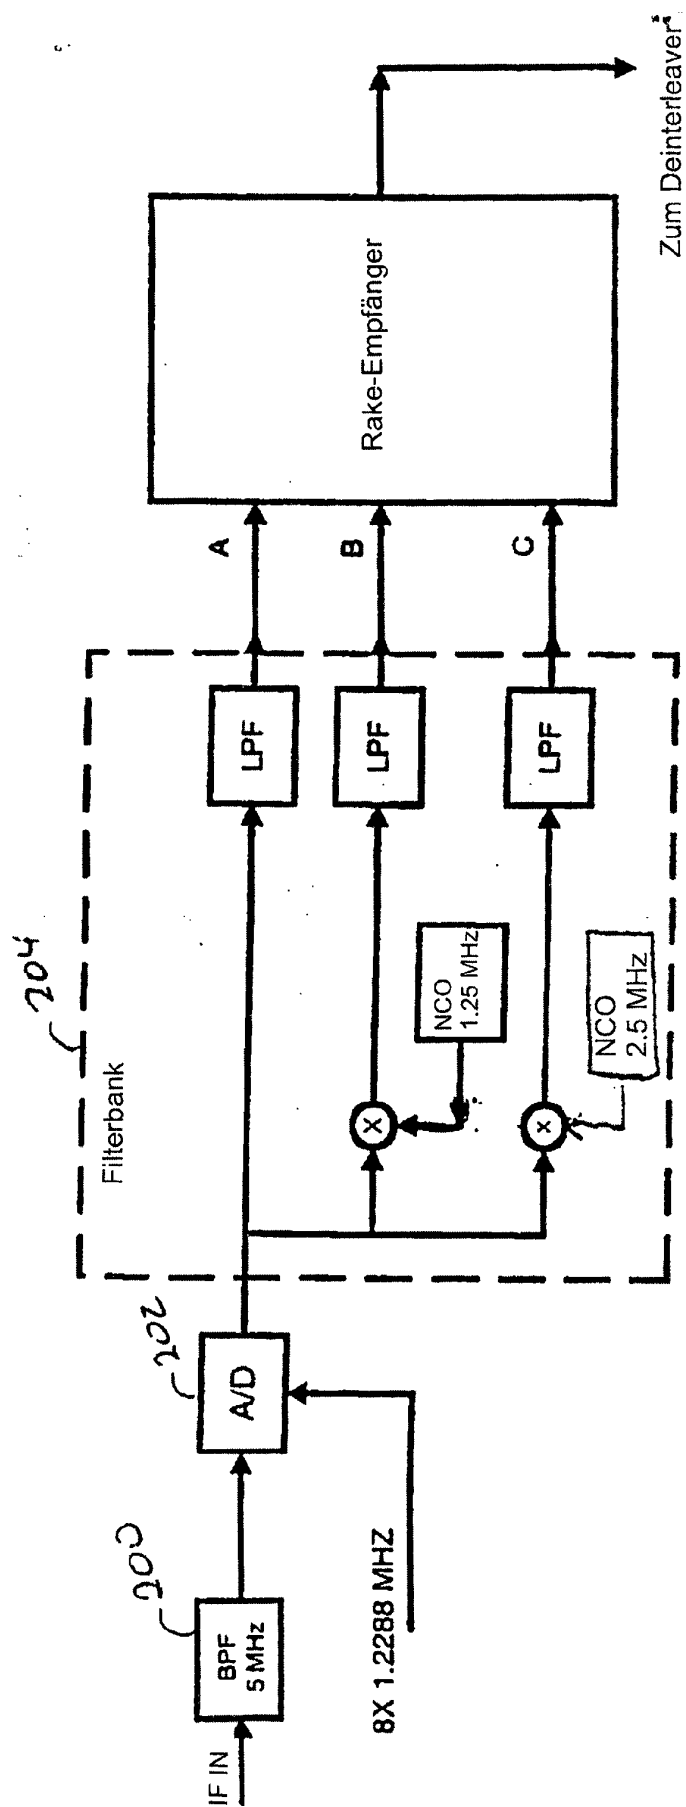 IF IN
BPF
5 MHz
200
8X 1.2288 MHZ
A/D
202
204
Filterbank
X
x
NCO
1.25 MHz
NCO
2.5 MHz
LPF
LPF
LPF
A
B
C
Rake-Empfänger
Zum Deinterleaver